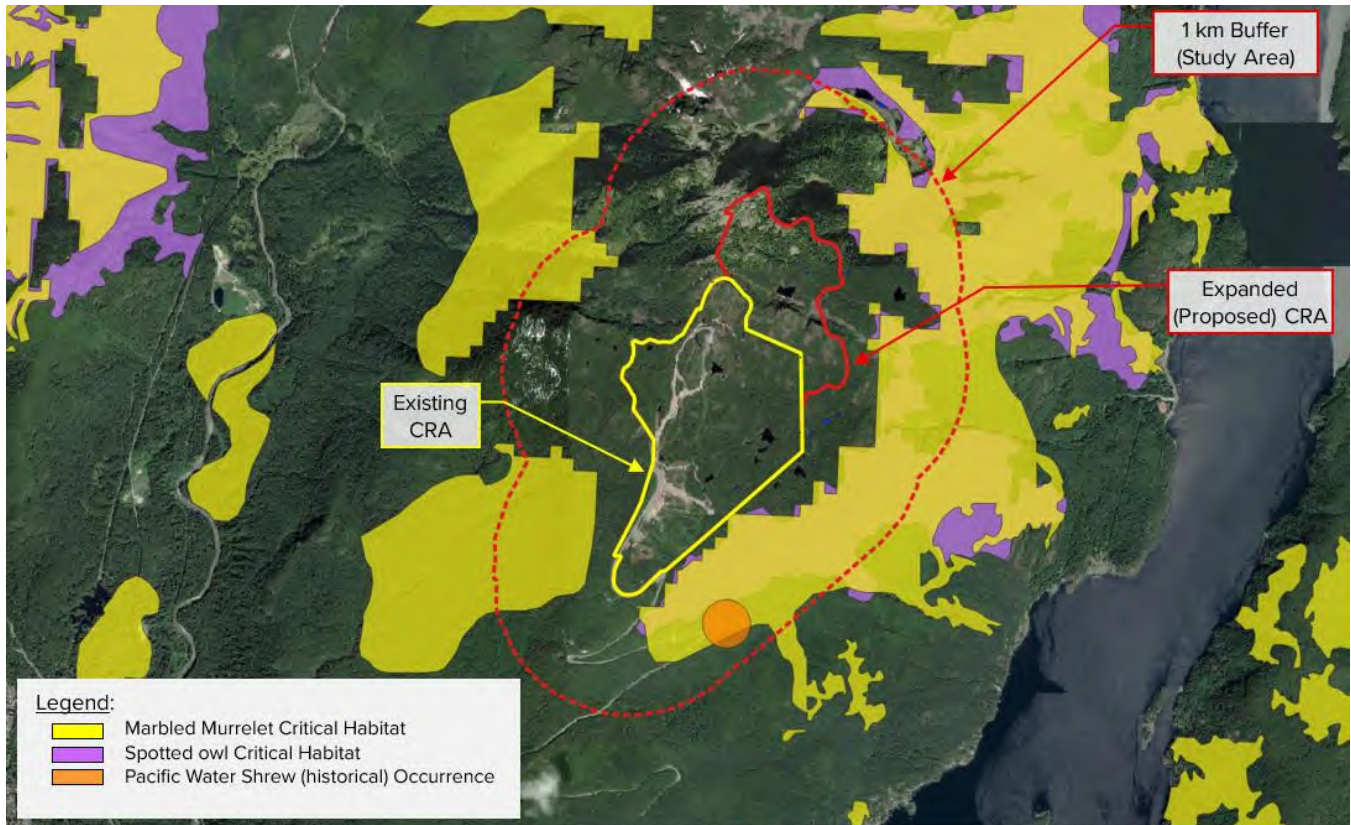 1 km Buffer
(Study Area)
Expanded
(Proposed) CRA
Existing
CRA
Legend:
Marbled Murrelet Critical Habitat
Spotted owl Critical Habitat
Pacific Water Shrew (historical) Occurrence